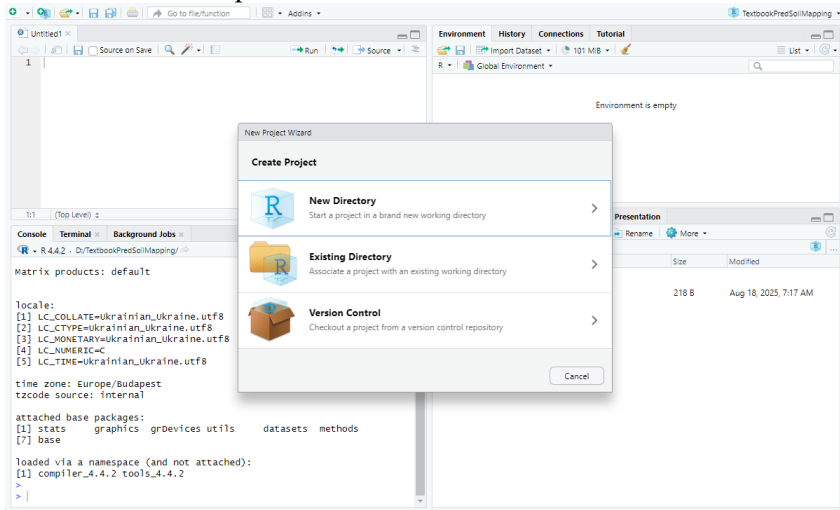 Go to file/function
Addins
TextbookPredSoilMapping
Untitled1
Source on Save
Run
Source
1
1:1
(Top Level)
Environment
History
Connections
Tutorial
Import Dataset
101 MiB
List
R
Global Environment
Environment is empty
New Project Wizard
Create Project
New Directory
Start a project in a brand new working directory
Existing Directory
Associate a project with an existing working directory
Version Control
Checkout a project from a version control repository
Cancel
Presentation
Rename
More
Size
Modified
218 B
Aug 18, 2025, 7:17 AM
Console
Terminal
Background Jobs
R 4.4.2 · D:/TextbookPredSoilMapping/
Matrix products: default
locale:
[1] LC_COLLATE=Ukrainian_Ukraine.utf8
[2] LC_CTYPE=Ukrainian_Ukraine.utf8
[3] LC_MONETARY=Ukrainian_Ukraine.utf8
[4] LC_NUMERIC=C
[5] LC_TIME=Ukrainian_Ukraine.utf8
time zone: Europe/Budapest
tzcode source: internal
attached base packages:
[1] stats     graphics  grDevices utils     datasets  methods
[7] base
loaded via a namespace (and not attached):
[1] compiler_4.4.2 tools_4.4.2
>
>